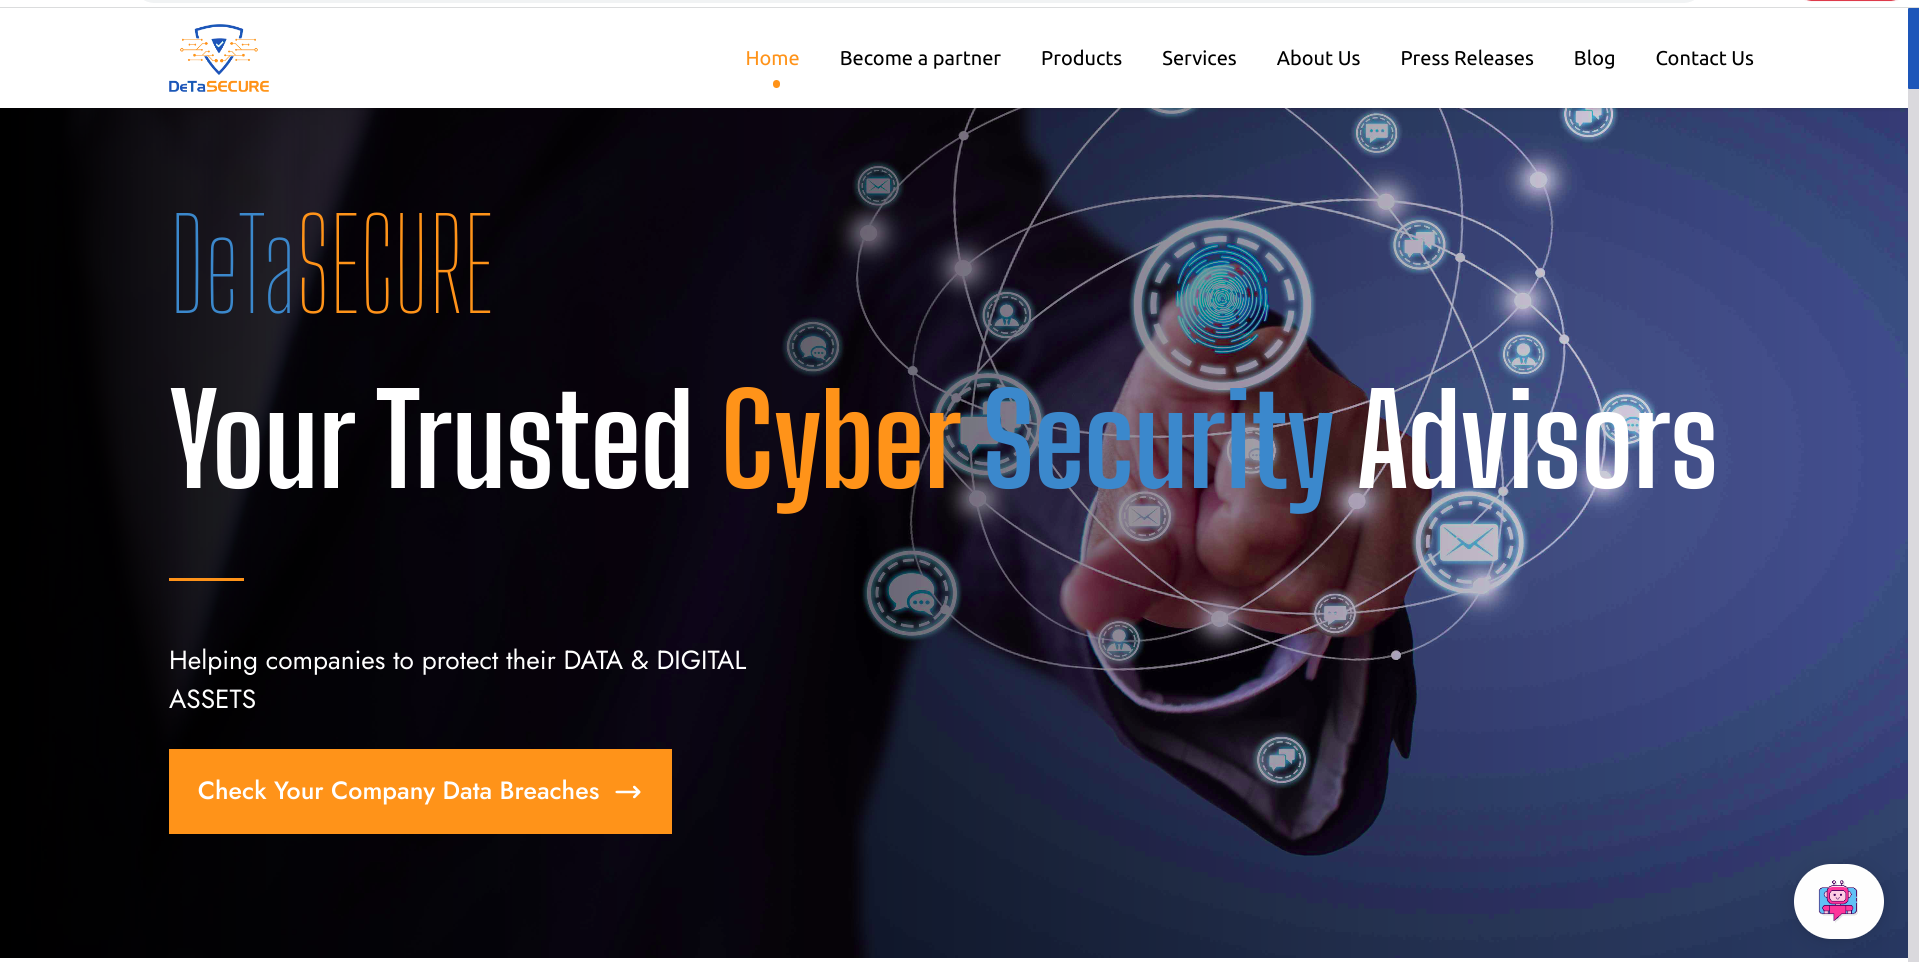 DeTaSECURE
Home
Become a partner
Products
Services
About Us
Press Releases
Blog
Contact Us
DeTaSECURE
Your Trusted Cyber Security Advisors
Helping companies to protect their DATA & DIGITAL
ASSETS
Check Your Company Data Breaches →